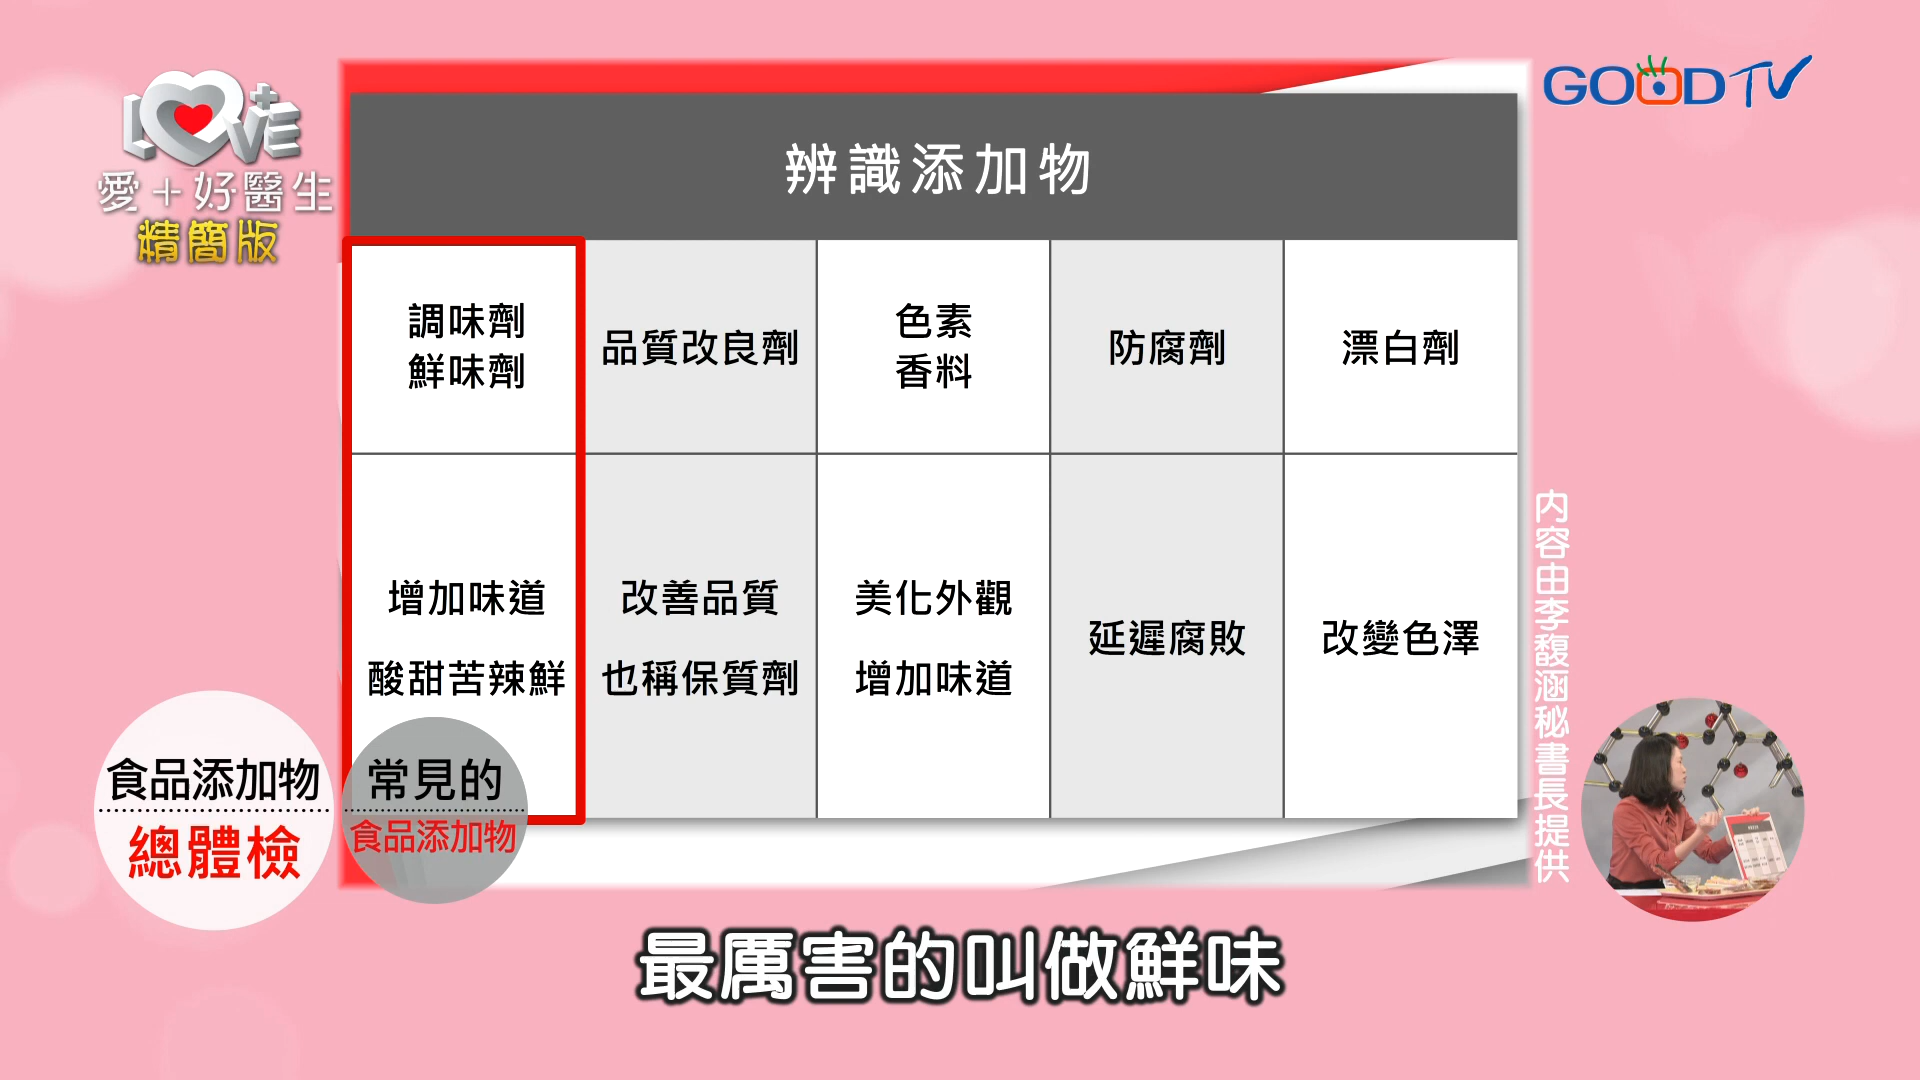 LOVE
愛+好醫生
精簡版
GOOD TV
辨識添加物
調味劑
鮮味劑
品質改良劑
色素
香料
防腐劑
漂白劑
增加味道
酸甜苦辣鮮
改善品質
也稱保質劑
美化外觀
增加味道
延遲腐敗
改變色澤
內容由李馥涵秘書長提供
食品添加物
總體檢
常見的
食品添加物
最厲害的叫做鮮味